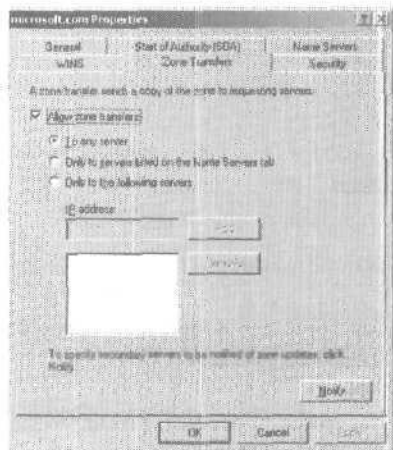 microsoft.com Properties
General
Start of Authority (SOA)
Name Servers
WINS
Zone Transfers
Security
A zone transfer sends a copy of the zone to requesting servers.
Allow zone transfers:
To any server
Only to servers listed on the Name Servers tab
Only to the following servers
IP address:
Add
Remove
To specify secondary servers to be notified of zone updates, click
Notify.
Notify...
OK
Cancel
Apply